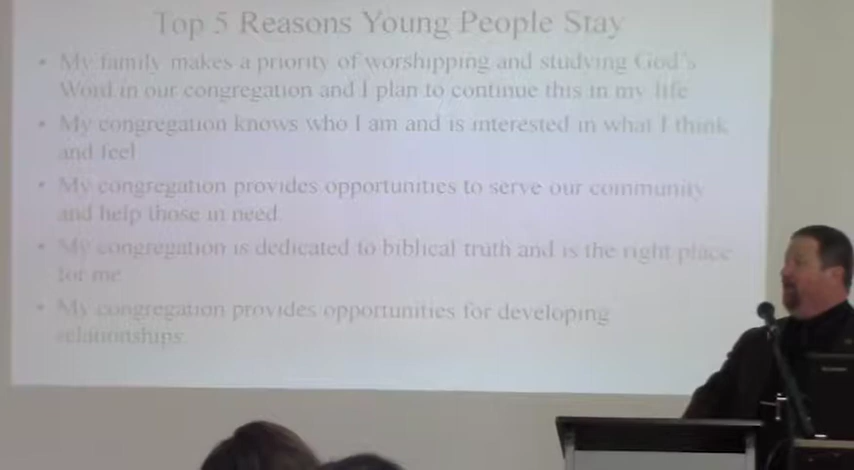 Top 5 Reasons Young People Stay
• My family makes a priority of worshipping and studying God's
Word in our congregation and I plan to continue this in my life
• My congregation knows who I am and is interested in what I think
and feel
• My congregation provides opportunities to serve our community
and help those in need.
• My congregation is dedicated to biblical truth and is the right place
for me
• My congregation provides opportunities for developing
relationships